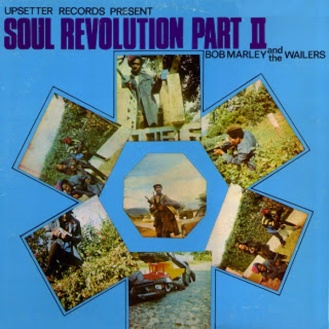 UPSETTER RECORDS PRESENT
SOUL REVOLUTION PART II
BOB MARLEY and the WAILERS